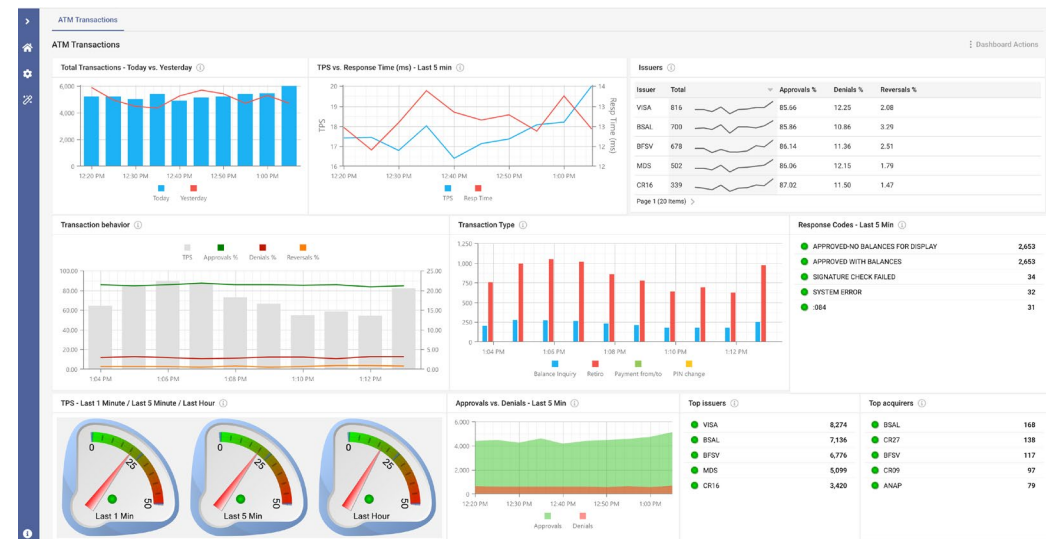 ATM Transactions
ATM Transactions
Dashboard Actions
Total Transactions - Today vs. Yesterday
6,000
4,000
2,000
0
12:20 PM 12:30 PM 12:40 PM 12:50 PM 1:00 PM
Today Yesterday
TPS vs. Response Time (ms) - Last 5 min
20
19
18
17
16
TPS
14
13
13
12
12
Resp Time (ms)
12:20 PM 12:30 PM 12:40 PM 12:50 PM 1:00 PM
TPS Resp Time
Issuers
Issuer Total Approvals % Denials % Reversals %
VISA 816 85.66 12.25 2.08
BSAL 700 85.86 10.86 3.29
BFSV 678 86.14 11.36 2.51
MDS 502 86.06 12.15 1.79
CR16 339 87.02 11.50 1.47
Page 1 (20 Items)
Transaction behavior
TPS Approvals % Denials % Reversals %
100.00 25.00
80.00 20.00
60.00 15.00
40.00 10.00
20.00 5.00
0.00 0.00
1:04 PM 1:06 PM 1:08 PM 1:10 PM 1:12 PM
Transaction Type
1,250
1,000
750
500
250
0
1:04 PM 1:06 PM 1:08 PM 1:10 PM 1:12 PM
Balance Inquiry Retiro Payment from/to PIN change
Response Codes - Last 5 Min
APPROVED-NO BALANCES FOR DISPLAY 2,653
APPROVED WITH BALANCES 2,653
SIGNATURE CHECK FAILED 34
SYSTEM ERROR 32
:084 31
TPS - Last 1 Minute / Last 5 Minute / Last Hour
0 25 50
Last 1 Min
0 25 50
Last 5 Min
0 25 50
Last Hour
Approvals vs. Denials - Last 5 Min
6,000
4,000
2,000
0
12:20 PM 12:30 PM 12:40 PM 12:50 PM 1:00 PM
Approvals Denials
Top issuers
VISA 8,274
BSAL 7,136
BFSV 6,776
MDS 5,099
CR16 3,420
Top acquirers
BSAL 168
CR27 138
BFSV 117
CR09 97
ANAP 79